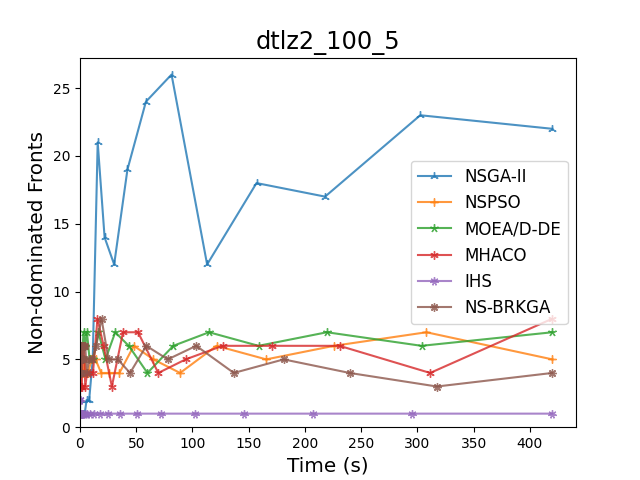 dtlz2_100_5
Non-dominated Fronts
25
20
15
10
5
0
0 50 100 150 200 250 300 350 400
Time (s)
NSGA-II
NSPSO
MOEA/D-DE
MHACO
IHS
NS-BRKGA